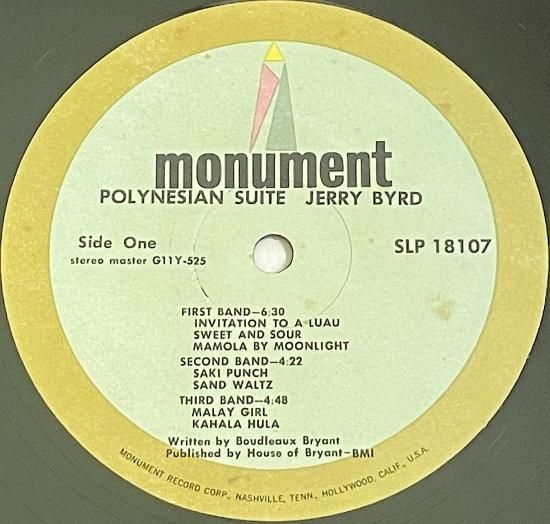 monument
POLYNESIAN SUITE JERRY BYRD
Side One
SLP 18107
stereo master G11Y-525
FIRST BAND—6:30
INVITATION TO A LUAU
SWEET AND SOUR
MAMOLA BY MOONLIGHT
SECOND BAND—4:22
SAKI PUNCH
SAND WALTZ
THIRD BAND—4:48
MALAY GIRL
KAHALA HULA
Written by Boudleaux Bryant
Published by House of Bryant—BMI
MONUMENT RECORD CORP., NASHVILLE, TENN., HOLLYWOOD, CALIF., U.S.A.